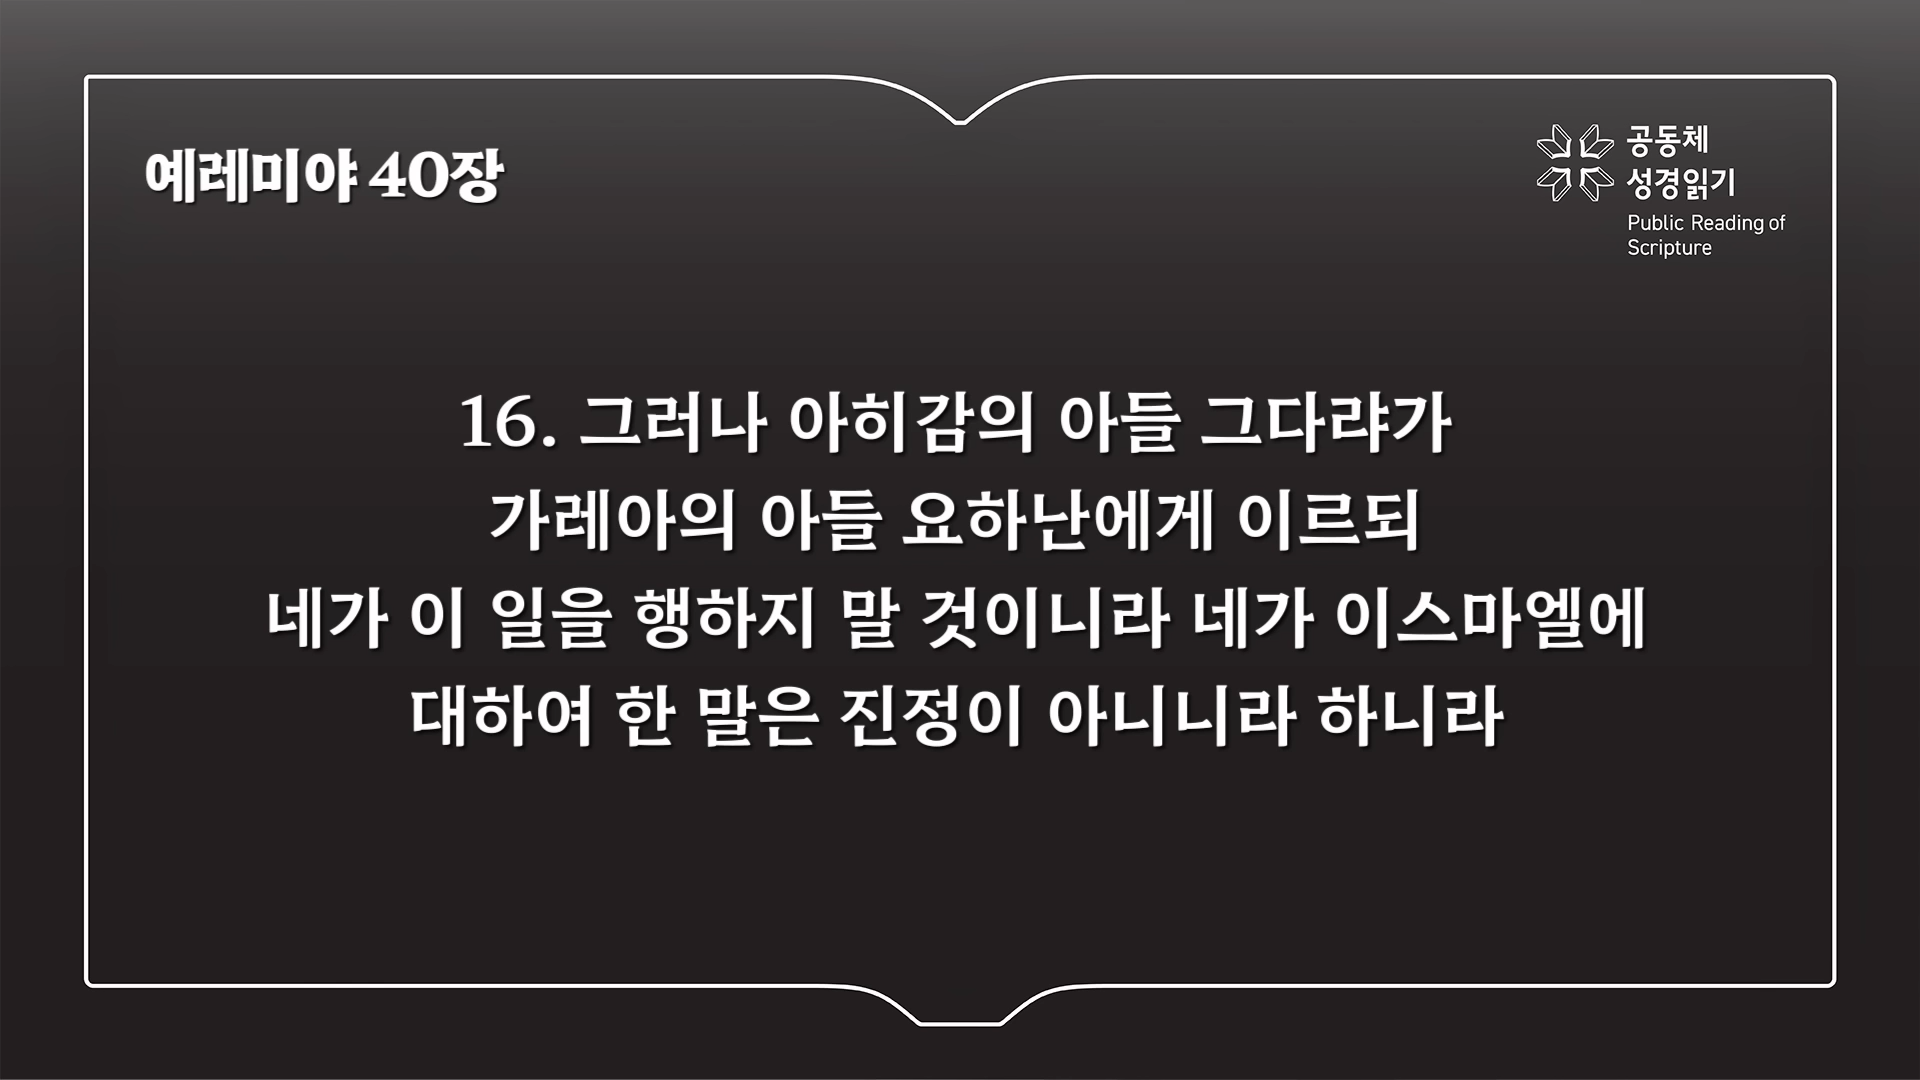 예레미야 40장
공동체
성경읽기
Public Reading of
Scripture
16. 그러나 아히감의 아들 그다랴가
가레아의 아들 요하난에게 이르되
네가 이 일을 행하지 말 것이니라 네가 이스마엘에
대하여 한 말은 진정이 아니니라 하니라